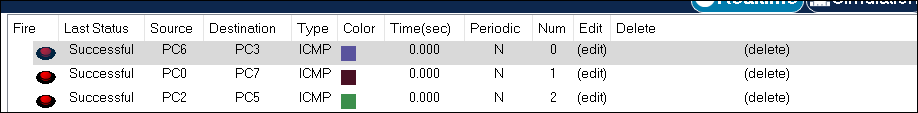 Realtime Simulation
Fire Last Status Source Destination Type Color Time(sec) Periodic Num Edit Delete
Successful PC6 PC3 ICMP 0.000 N 0 (edit) (delete)
Successful PC0 PC7 ICMP 0.000 N 1 (edit) (delete)
Successful PC2 PC5 ICMP 0.000 N 2 (edit) (delete)